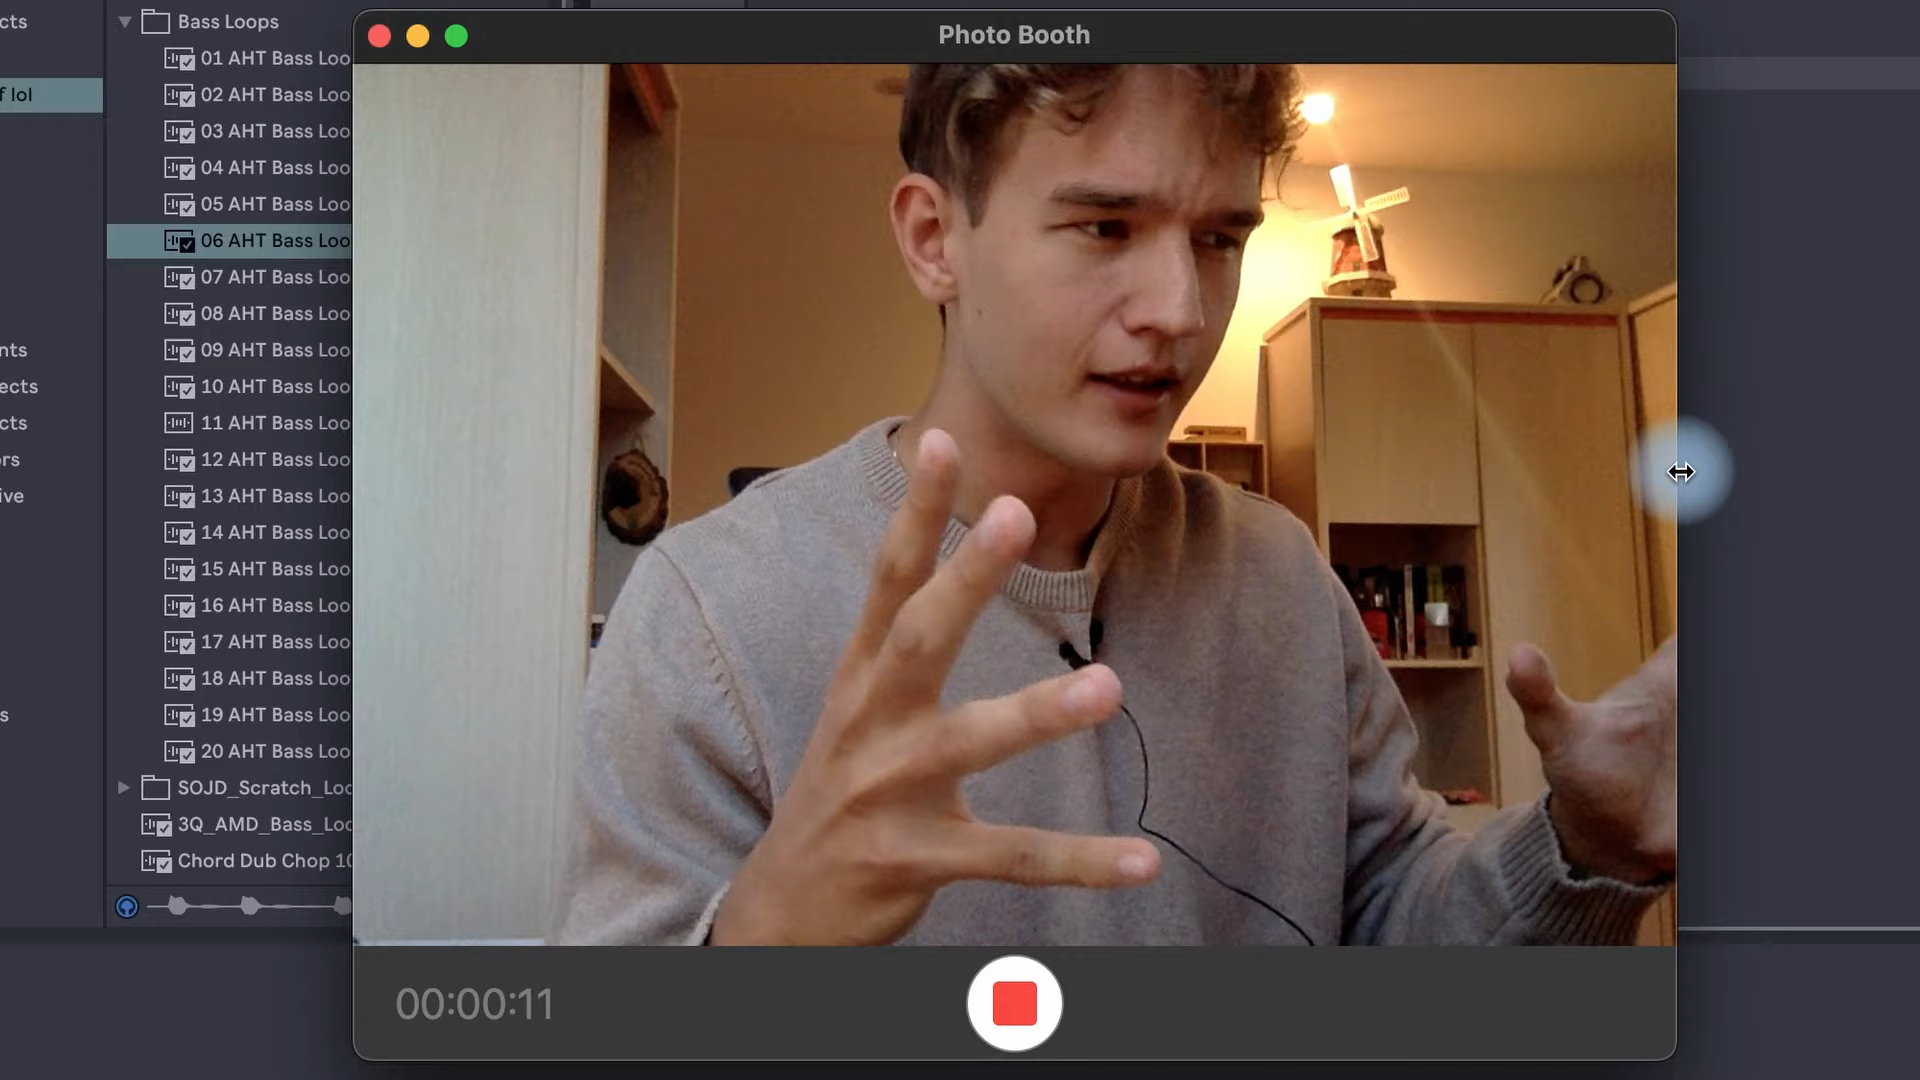 cts
f lol
nts
ects
cts
rs
ive
s
Bass Loops
01 AHT Bass Loo
02 AHT Bass Loo
03 AHT Bass Loo
04 AHT Bass Loo
05 AHT Bass Loo
06 AHT Bass Loo
07 AHT Bass Loo
08 AHT Bass Loo
09 AHT Bass Loo
10 AHT Bass Loo
11 AHT Bass Loo
12 AHT Bass Loo
13 AHT Bass Loo
14 AHT Bass Loo
15 AHT Bass Loo
16 AHT Bass Loo
17 AHT Bass Loo
18 AHT Bass Loo
19 AHT Bass Loo
20 AHT Bass Loo
SOJD_Scratch_Loo
3Q_AMD_Bass_Loo
Chord Dub Chop 10
Photo Booth
00:00:11